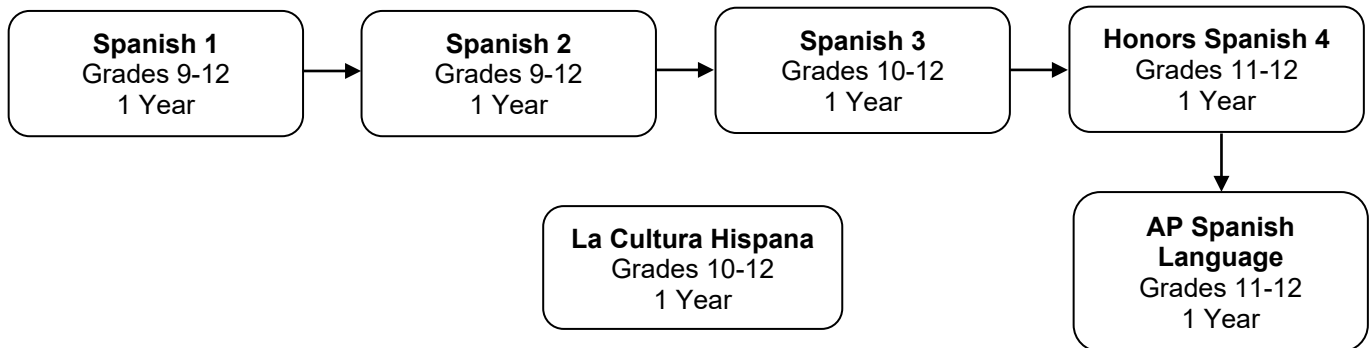 Spanish 1
Grades 9-12
1 Year
Spanish 2
Grades 9-12
1 Year
Spanish 3
Grades 10-12
1 Year
Honors Spanish 4
Grades 11-12
1 Year
La Cultura Hispana
Grades 10-12
1 Year
AP Spanish
Language
Grades 11-12
1 Year